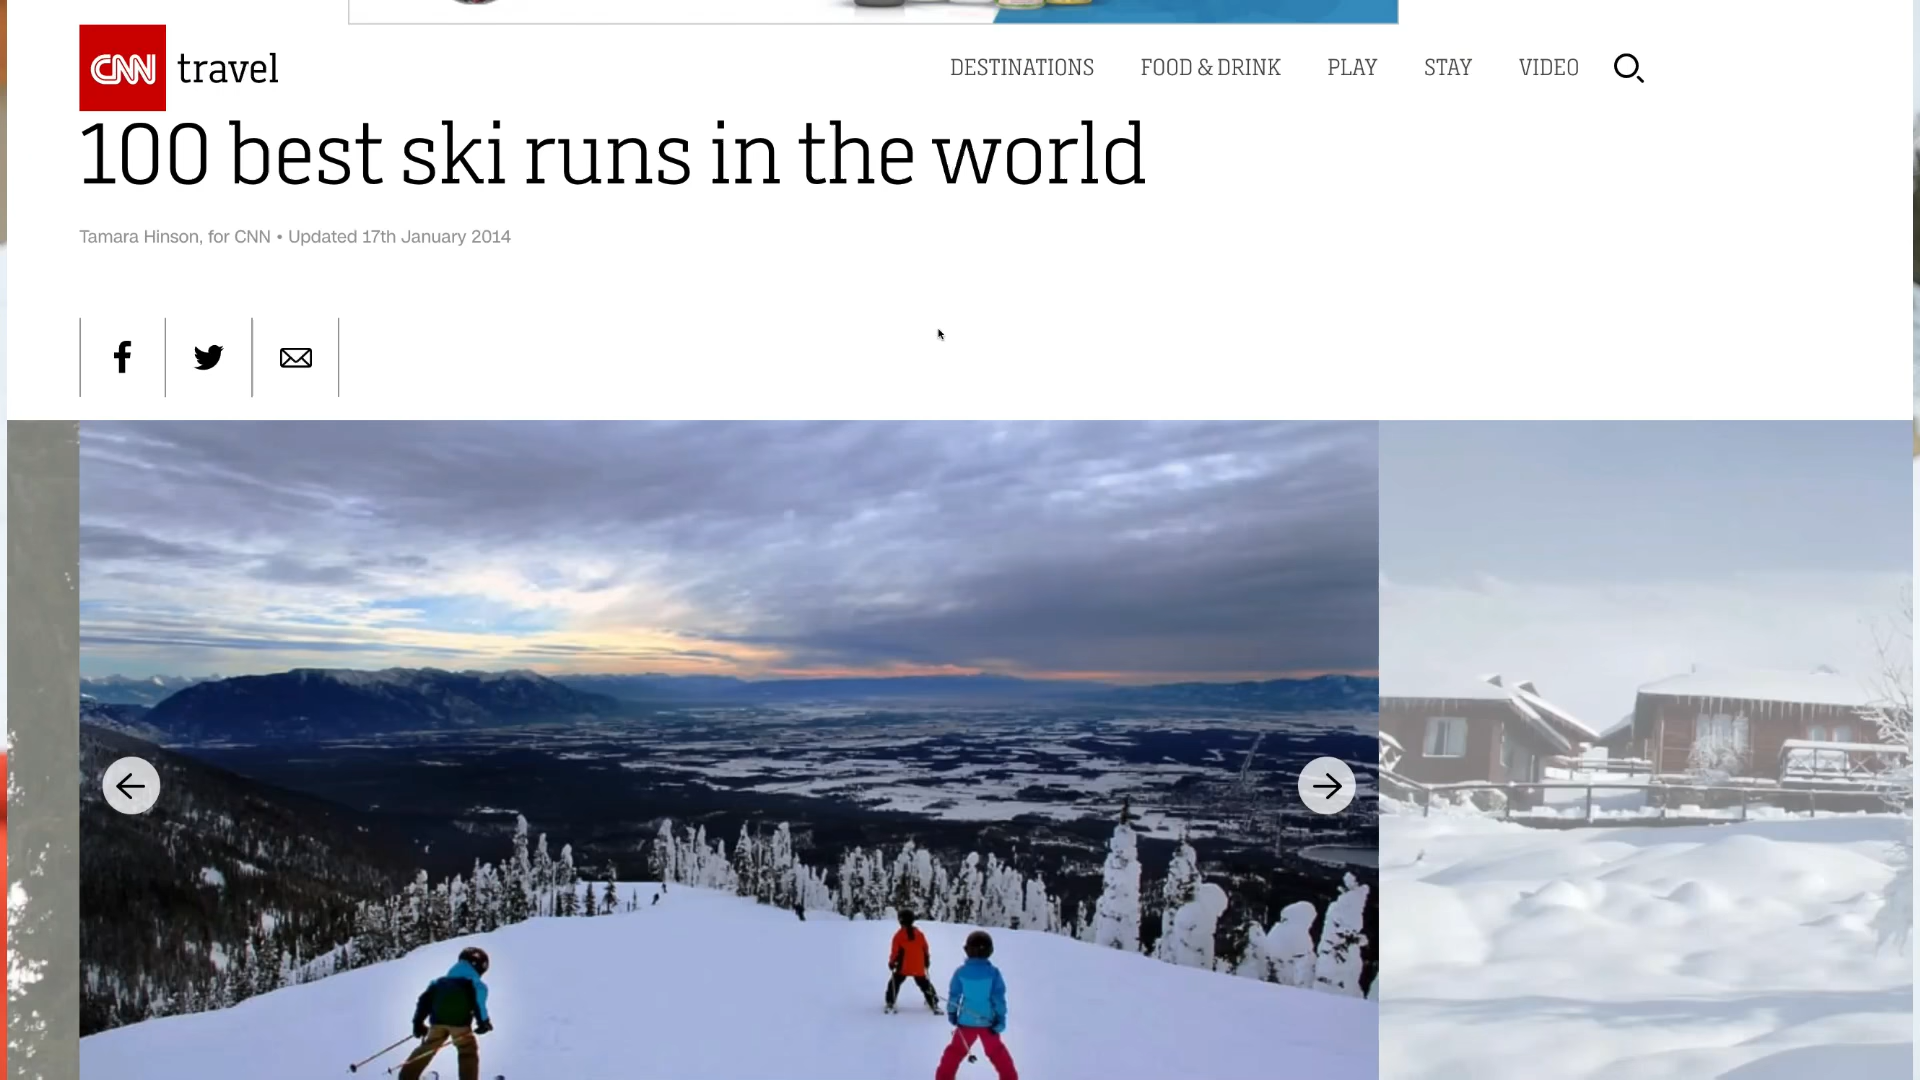 CNN travel
DESTINATIONS FOOD & DRINK PLAY STAY VIDEO
100 best ski runs in the world
Tamara Hinson, for CNN • Updated 17th January 2014